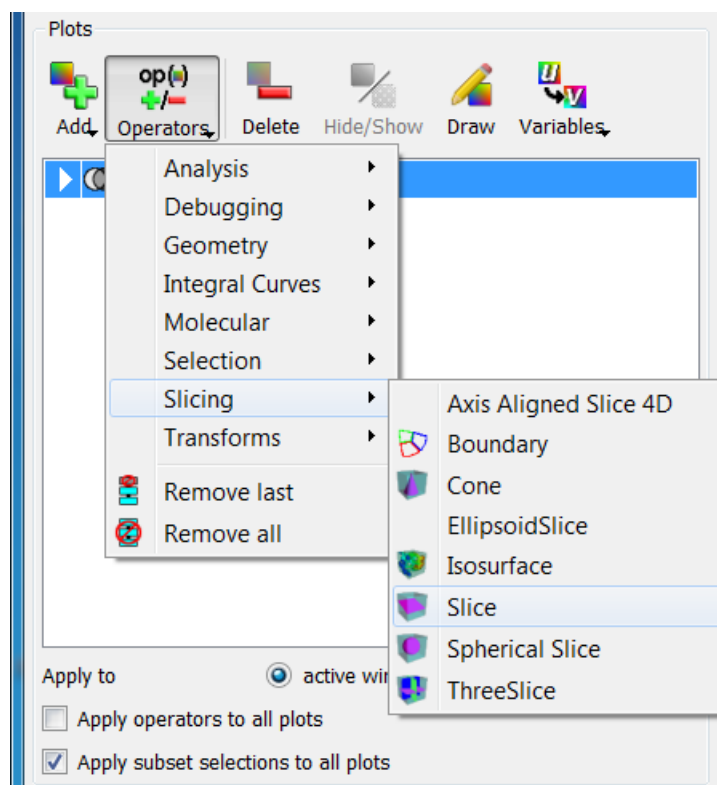 Plots
op( )
+/-
Add Operators Delete Hide/Show Draw Variables
Analysis
Debugging
Geometry
Integral Curves
Molecular
Selection
Slicing
Transforms
Remove last
Remove all
Axis Aligned Slice 4D
Boundary
Cone
EllipsoidSlice
Isosurface
Slice
Spherical Slice
ThreeSlice
Apply to active
Apply operators to all plots
Apply subset selections to all plots